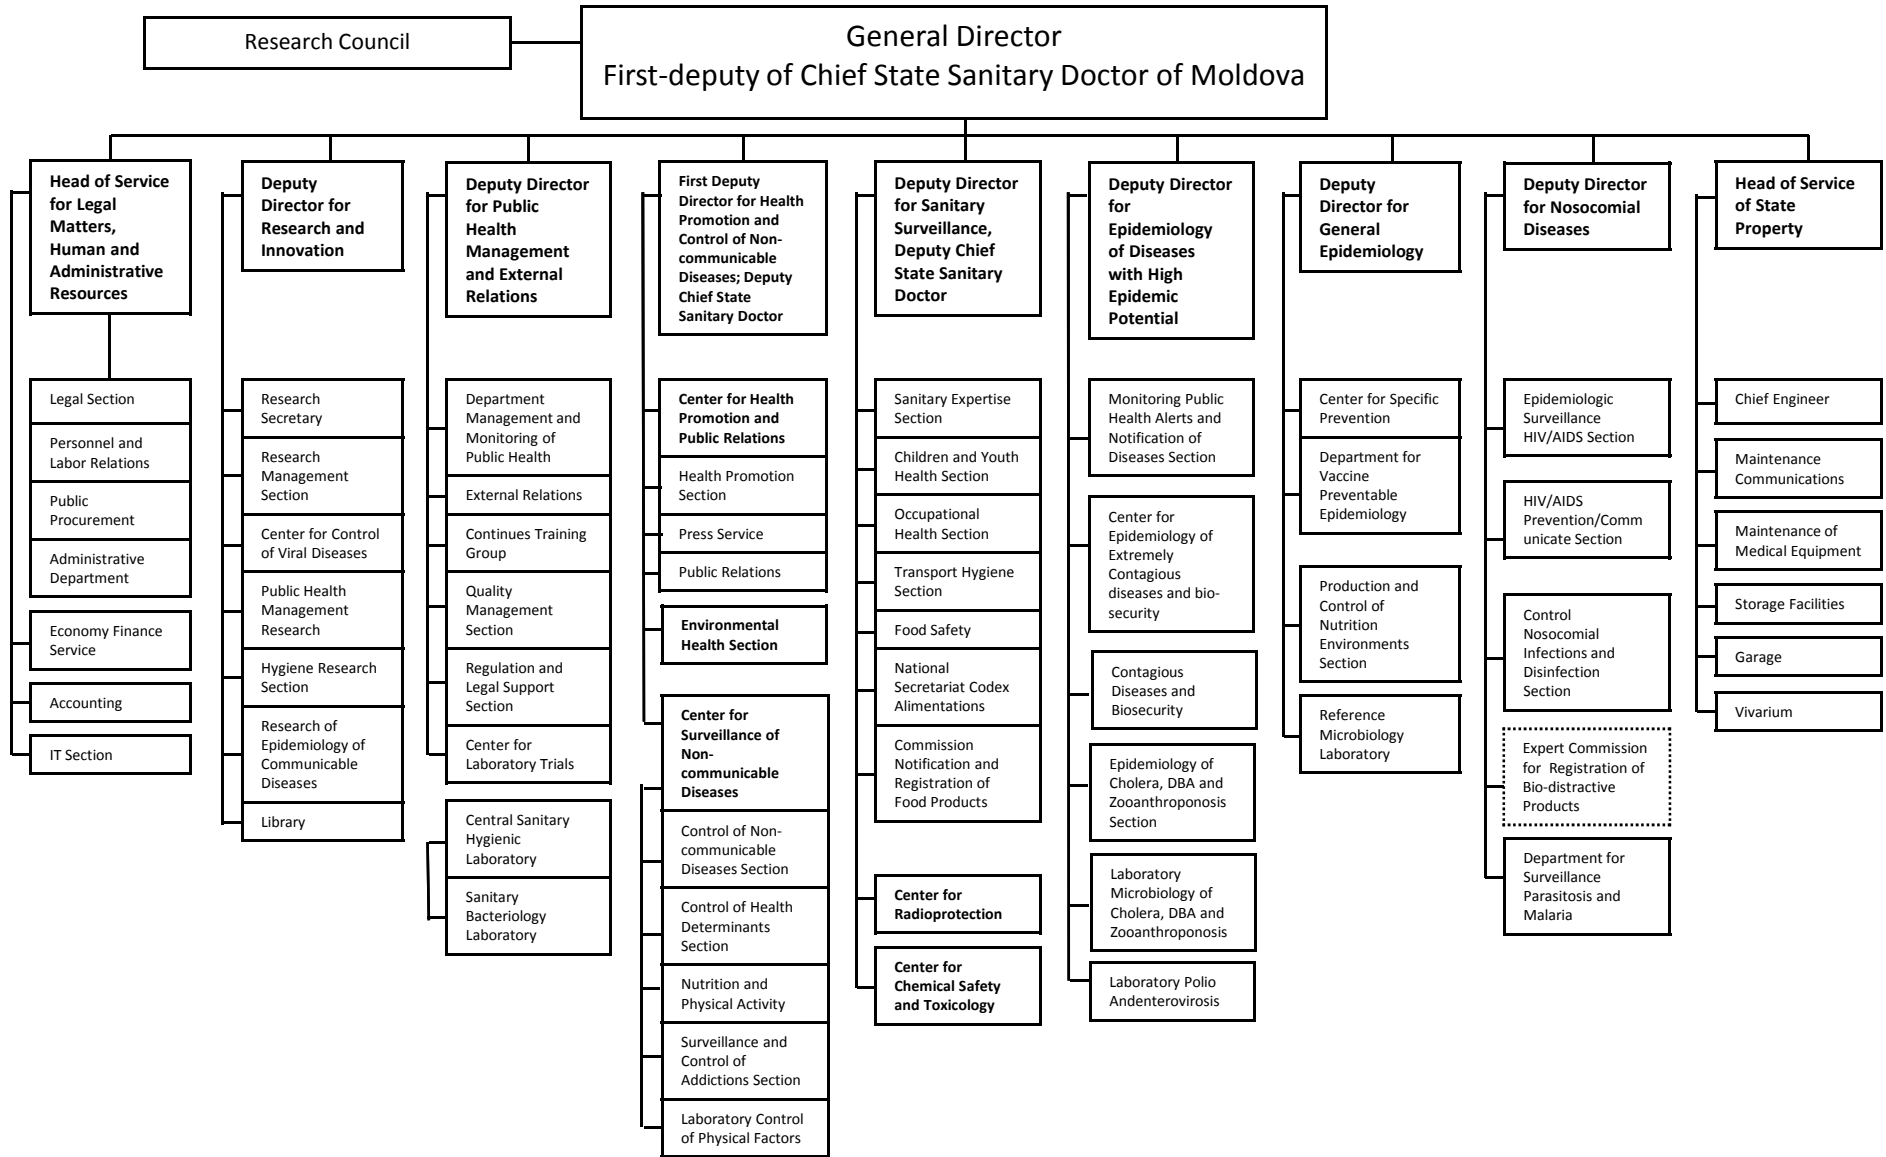 Research Council
General Director
First-deputy of Chief State Sanitary Doctor of Moldova
Head of Service
for Legal
Matters,
Human and
Administrative
Resources
Legal Section
Personnel and
Labor Relations
Public
Procurement
Administrative
Department
Economy Finance
Service
Accounting
IT Section
Deputy
Director for
Research and
Innovation
Research
Secretary
Research
Management
Section
Center for Control
of Viral Diseases
Public Health
Management
Research
Hygiene Research
Section
Research of
Epidemiology of
Communicable
Diseases
Library
Deputy Director
for Public
Health
Management
and External
Relations
Department
Management and
Monitoring of
Public Health
External Relations
Continues Training
Group
Quality
Management
Section
Regulation and
Legal Support
Section
Center for
Laboratory Trials
Central Sanitary
Hygienic
Laboratory
Sanitary
Bacteriology
Laboratory
First Deputy
Director for Health
Promotion and
Control of Non-
communicable
Diseases; Deputy
Chief State
Sanitary Doctor
Center for Health
Promotion and
Public Relations
Health Promotion
Section
Press Service
Public Relations
Environmental
Health Section
Center for
Surveillance of
Non-
communicable
Diseases
Control of Non-
communicable
Diseases Section
Control of Health
Determinants
Section
Nutrition and
Physical Activity
Surveillance and
Control of
Addictions Section
Laboratory Control
of Physical Factors
Deputy Director
for Sanitary
Surveillance,
Deputy Chief
State Sanitary
Doctor
Sanitary Expertise
Section
Children and Youth
Health Section
Occupational
Health Section
Transport Hygiene
Section
Food Safety
National
Secretariat Codex
Alimentations
Commission
Notification and
Registration of
Food Products
Center for
Radioprotection
Center for
Chemical Safety
and Toxicology
Deputy Director
for
Epidemiology
of Diseases
with High
Epidemic
Potential
Monitoring Public
Health Alerts and
Notification of
Diseases Section
Center for
Epidemiology of
Extremely
Contagious
diseases and bio-
security
Contagious
Diseases and
Biosecurity
Epidemiology of
Cholera, DBA and
Zooanthroponosis
Section
Laboratory
Microbiology of
Cholera, DBA and
Zooanthroponosis
Laboratory Polio
Andenterovirosis
Deputy
Director for
General
Epidemiology
Center for Specific
Prevention
Department for
Vaccine
Preventable
Epidemiology
Production and
Control of
Nutrition
Environments
Section
Reference
Microbiology
Laboratory
Deputy Director
for Nosocomial
Diseases
Epidemiologic
Surveillance
HIV/AIDS Section
HIV/AIDS
Prevention/Comm
unicate Section
Control
Nosocomial
Infections and
Disinfection
Section
Expert Commission
for Registration of
Bio-distractive
Products
Department for
Surveillance
Parasitosis and
Malaria
Head of Service
of State
Property
Chief Engineer
Maintenance
Communications
Maintenance of
Medical Equipment
Storage Facilities
Garage
Vivarium